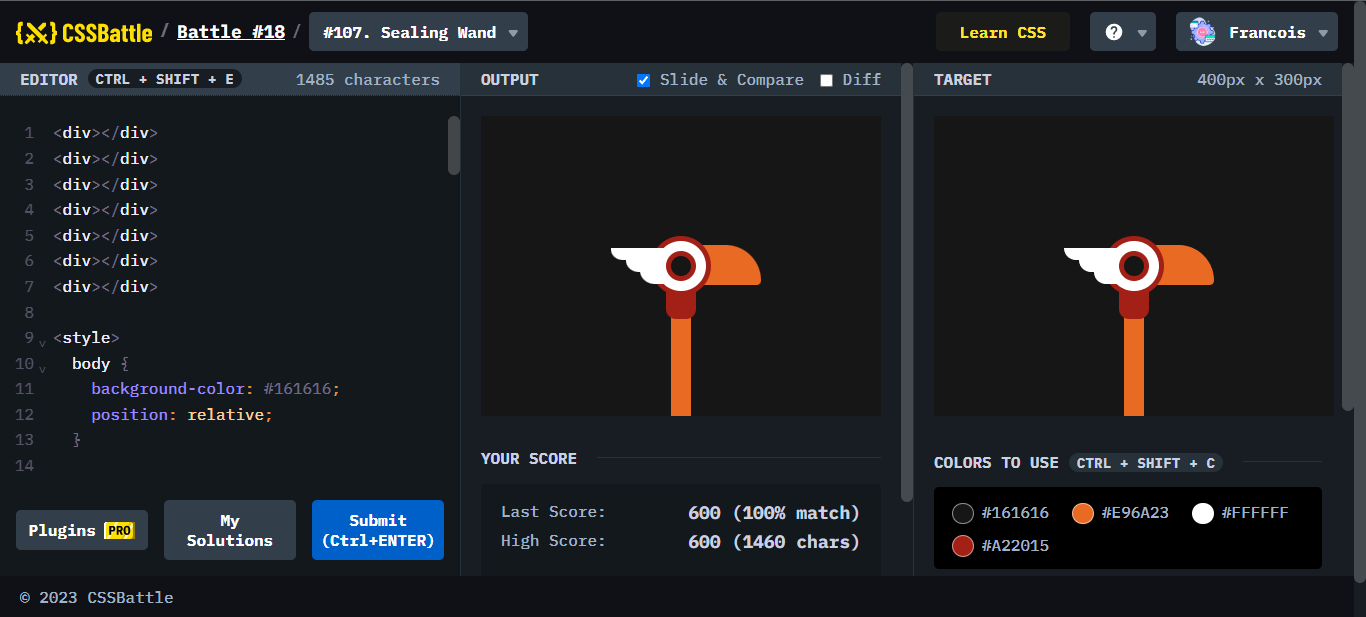 {X} CSSBattle / Battle #18 / #107. Sealing Wand ▾ Learn CSS ? ▾ Francois ▾
EDITOR CTRL + SHIFT + E 1485 characters
OUTPUT Slide & Compare Diff
TARGET 400px x 300px
1 <div></div>
2 <div></div>
3 <div></div>
4 <div></div>
5 <div></div>
6 <div></div>
7 <div></div>
8
9 <style>
10 body {
11 background-color: #161616;
12 position: relative;
13 }
14
Plugins PRO
My
Solutions
Submit
(Ctrl+ENTER)
YOUR SCORE
Last Score: 600 (100% match)
High Score: 600 (1460 chars)
COLORS TO USE CTRL + SHIFT + C
#161616 #E96A23 #FFFFFF
#A22015
© 2023 CSSBattle